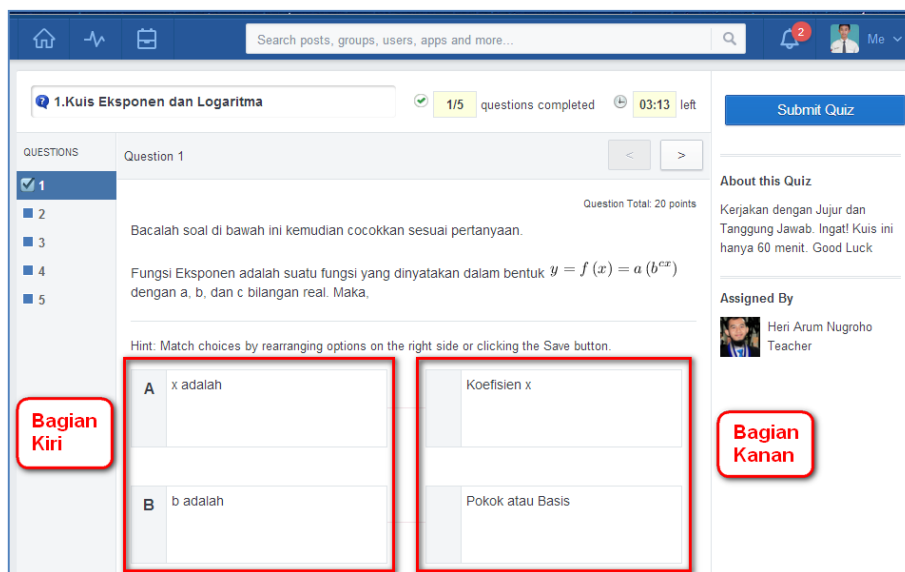 Search posts, groups, users, apps and more...
2
Me
1.Kuis Eksponen dan Logaritma
1/5 questions completed
03:13 left
Submit Quiz
QUESTIONS
1
2
3
4
5
Question 1
<
>
Question Total: 20 points
Bacalah soal di bawah ini kemudian cocokkan sesuai pertanyaan.
Fungsi Eksponen adalah suatu fungsi yang dinyatakan dalam bentuk y = f (x) = a (b^{cx})
dengan a, b, dan c bilangan real. Maka,
Hint: Match choices by rearranging options on the right side or clicking the Save button.
A x adalah
Koefisien x
B b adalah
Pokok atau Basis
Bagian
Kiri
Bagian
Kanan
About this Quiz
Kerjakan dengan Jujur dan
Tanggung Jawab. Ingat! Kuis ini
hanya 60 menit. Good Luck
Assigned By
Heri Arum Nugroho
Teacher